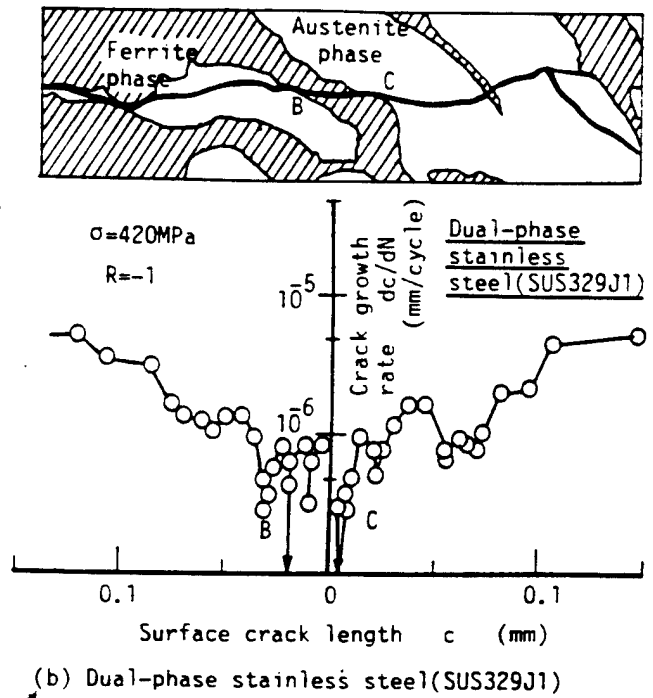 Austenite
phase
Ferrite
phase
B
C
σ=420MPa
R=-1
Crack growth
rate dc/dN
(mm/cycle)
Dual-phase
stainless
steel(SUS329J1)
10⁻⁵
10⁻⁶
B
C
0.1
0
0.1
Surface crack length c (mm)
(b) Dual-phase stainless steel(SUS329J1)